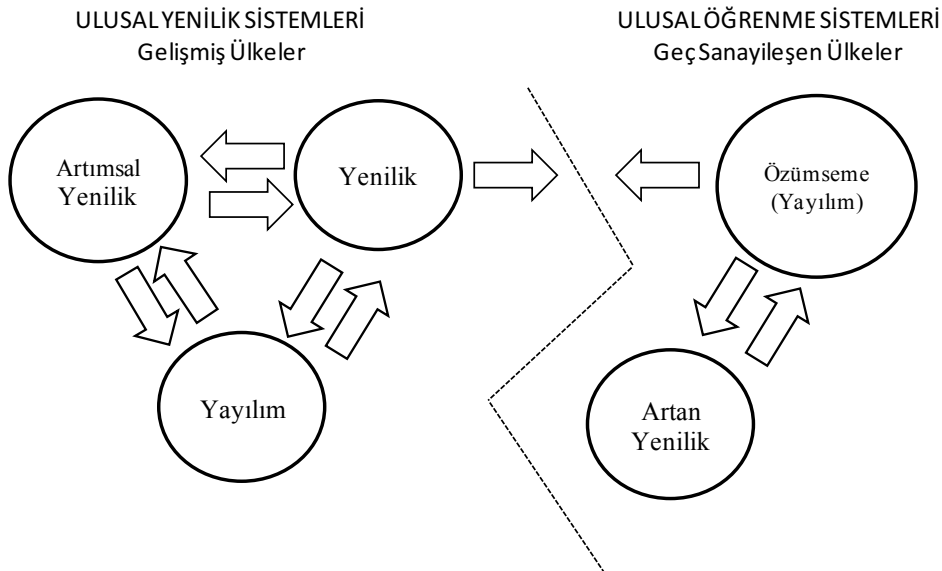 ULUSAL YENİLİK SİSTEMLERİ
Gelişmiş Ülkeler
ULUSAL ÖĞRENME SİSTEMLERİ
Geç Sanayileşen Ülkeler
Artımsal
Yenilik
Yenilik
Yayılım
Özümseme
(Yayılım)
Artan
Yenilik